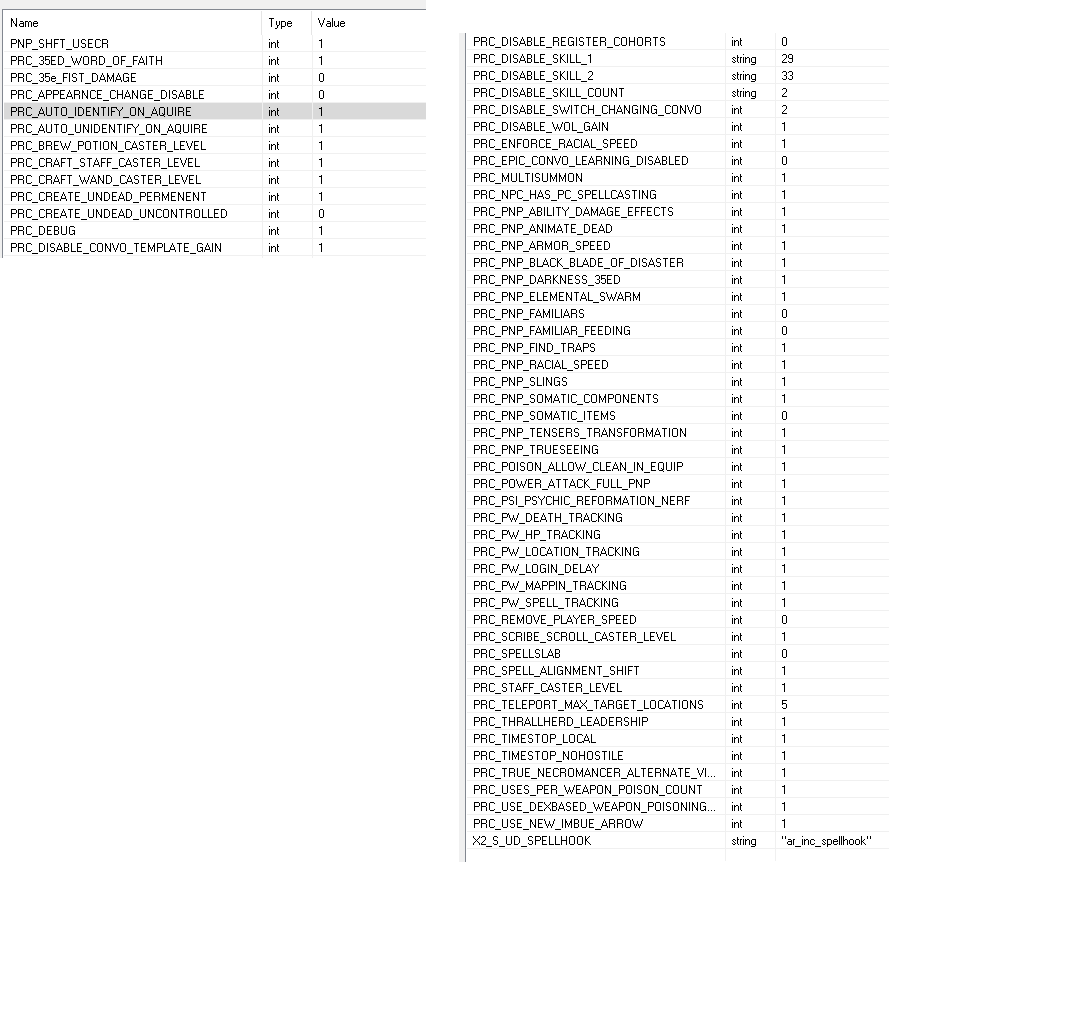 Name Type Value
PNP_SHFT_USECR int 1
PRC_35ED_WORD_OF_FAITH int 1
PRC_35e_FIST_DAMAGE int 0
PRC_APPEARNCE_CHANGE_DISABLE int 0
PRC_AUTO_IDENTIFY_ON_AQUIRE int 1
PRC_AUTO_UNIDENTIFY_ON_AQUIRE int 1
PRC_BREW_POTION_CASTER_LEVEL int 1
PRC_CRAFT_STAFF_CASTER_LEVEL int 1
PRC_CRAFT_WAND_CASTER_LEVEL int 1
PRC_CREATE_UNDEAD_PERMENENT int 1
PRC_CREATE_UNDEAD_UNCONTROLLED int 0
PRC_DEBUG int 1
PRC_DISABLE_CONVO_TEMPLATE_GAIN int 1
PRC_DISABLE_REGISTER_COHORTS int 0
PRC_DISABLE_SKILL_1 string 29
PRC_DISABLE_SKILL_2 string 33
PRC_DISABLE_SKILL_COUNT string 2
PRC_DISABLE_SWITCH_CHANGING_CONVO int 2
PRC_DISABLE_WOL_GAIN int 1
PRC_ENFORCE_RACIAL_SPEED int 1
PRC_EPIC_CONVO_LEARNING_DISABLED int 0
PRC_MULTISUMMON int 1
PRC_NPC_HAS_PC_SPELLCASTING int 1
PRC_PNP_ABILITY_DAMAGE_EFFECTS int 1
PRC_PNP_ANIMATE_DEAD int 1
PRC_PNP_ARMOR_SPEED int 1
PRC_PNP_BLACK_BLADE_OF_DISASTER int 1
PRC_PNP_DARKNESS_35ED int 1
PRC_PNP_ELEMENTAL_SWARM int 1
PRC_PNP_FAMILIARS int 0
PRC_PNP_FAMILIAR_FEEDING int 0
PRC_PNP_FIND_TRAPS int 1
PRC_PNP_RACIAL_SPEED int 1
PRC_PNP_SLINGS int 1
PRC_PNP_SOMATIC_COMPONENTS int 1
PRC_PNP_SOMATIC_ITEMS int 0
PRC_PNP_TENSERS_TRANSFORMATION int 1
PRC_PNP_TRUESEEING int 1
PRC_POISON_ALLOW_CLEAN_IN_EQUIP int 1
PRC_POWER_ATTACK_FULL_PNP int 1
PRC_PSI_PSYCHIC_REFORMATION_NERF int 1
PRC_PW_DEATH_TRACKING int 1
PRC_PW_HP_TRACKING int 1
PRC_PW_LOCATION_TRACKING int 1
PRC_PW_LOGIN_DELAY int 1
PRC_PW_MAPPIN_TRACKING int 1
PRC_PW_SPELL_TRACKING int 1
PRC_REMOVE_PLAYER_SPEED int 0
PRC_SCRIBE_SCROLL_CASTER_LEVEL int 1
PRC_SPELLSLAB int 0
PRC_SPELL_ALIGNMENT_SHIFT int 1
PRC_STAFF_CASTER_LEVEL int 1
PRC_TELEPORT_MAX_TARGET_LOCATIONS int 5
PRC_THRALLHERD_LEADERSHIP int 1
PRC_TIMESTOP_LOCAL int 1
PRC_TIMESTOP_NOHOSTILE int 1
PRC_TRUE_NECROMANCER_ALTERNATE_VI... int 1
PRC_USES_PER_WEAPON_POISON_COUNT int 1
PRC_USE_DEXBASED_WEAPON_POISONING... int 1
PRC_USE_NEW_IMBUE_ARROW int 1
X2_S_UD_SPELLHOOK string "ar_inc_spellhook"